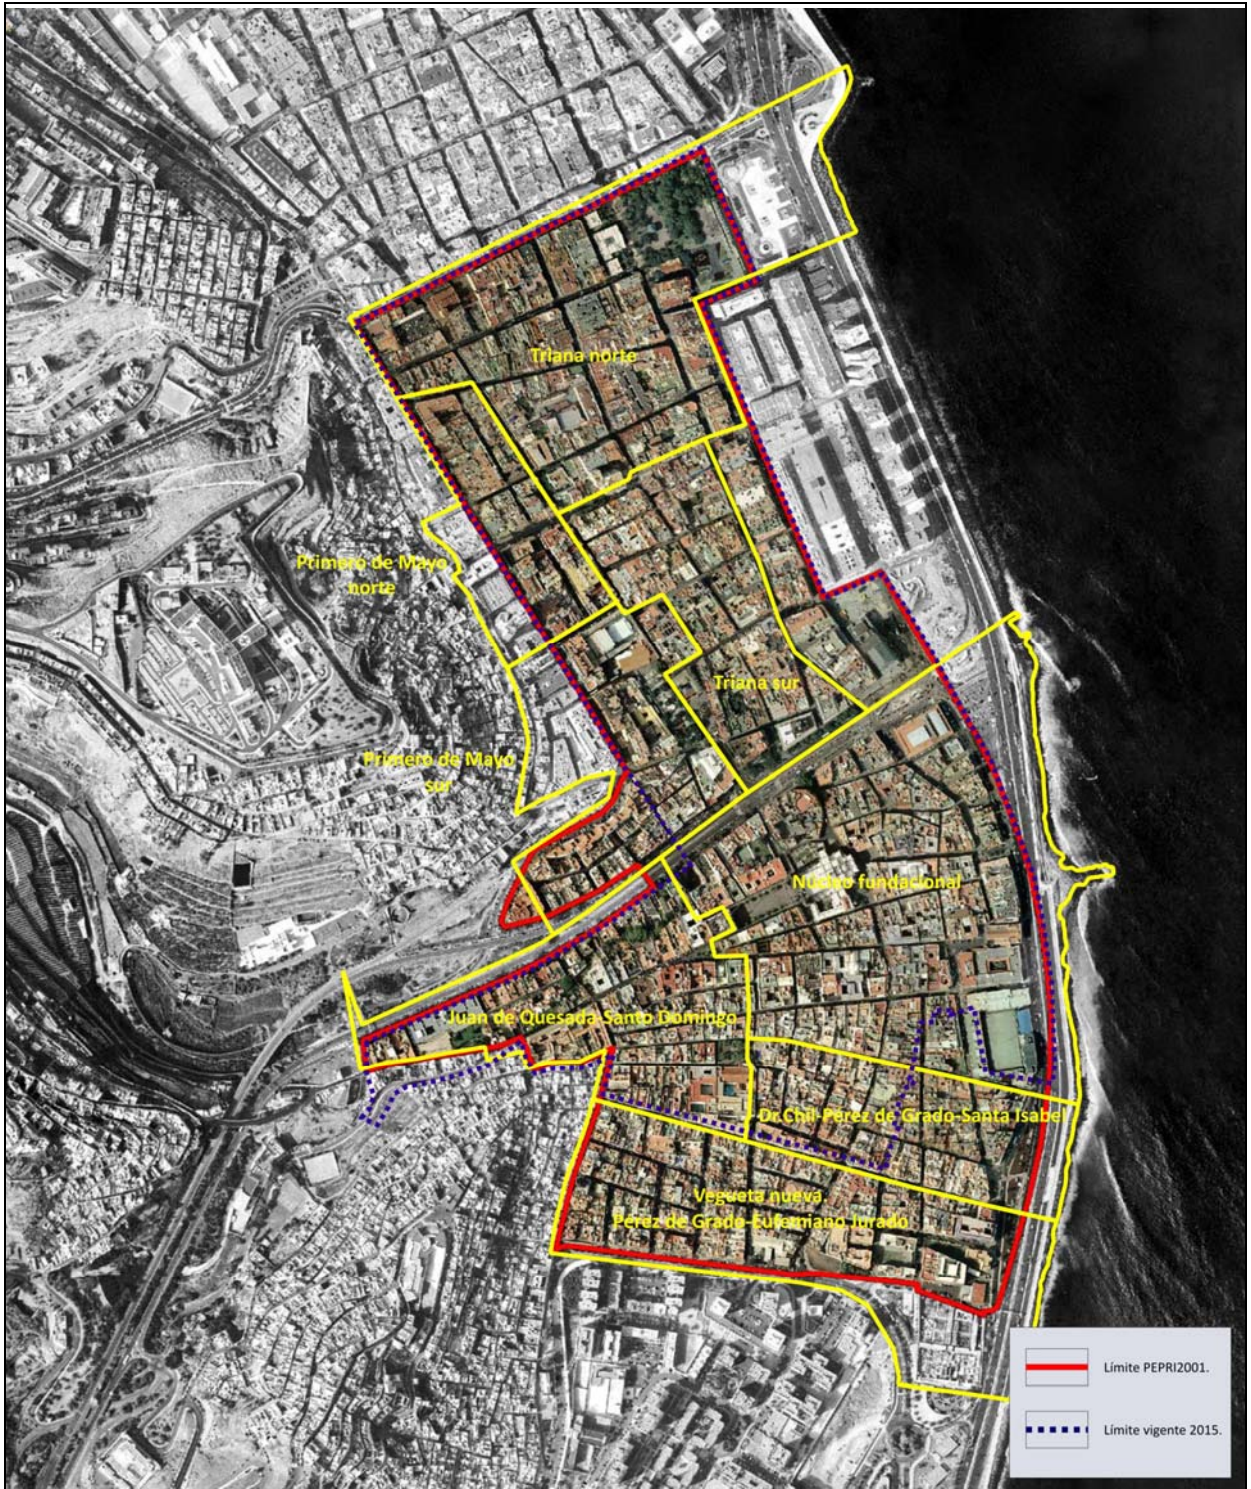 Triana norte
Primero de Mayo
norte
Triana sur
Primero de Mayo
sur
Núcleo fundacional
Juan de Quesada-Santo Domingo
Dr.Chil-Pérez de Grado-Santa Isabel
Vegueta nueva.
Pérez de Grado-Eufemiano Jurado
Límite PEPRI2001.
Límite vigente 2015.